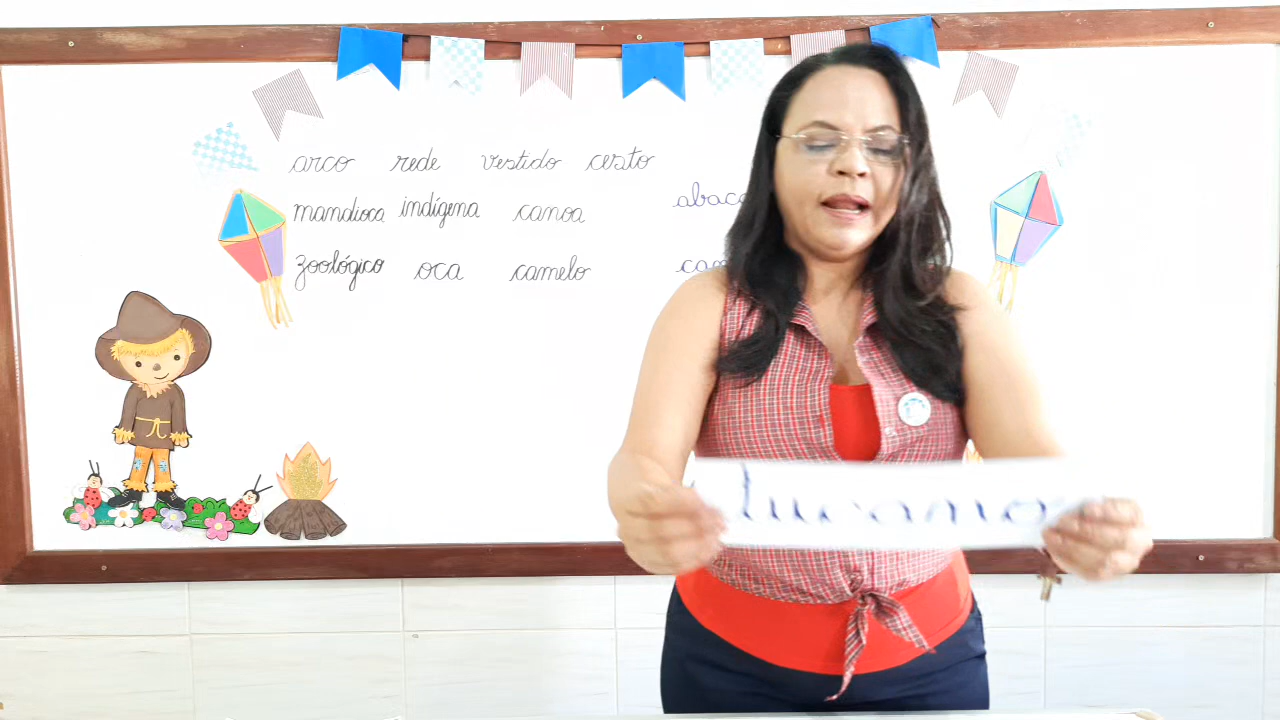 arco rede vestido cesto
mandioca indígena canoa
zoológico oca camelo